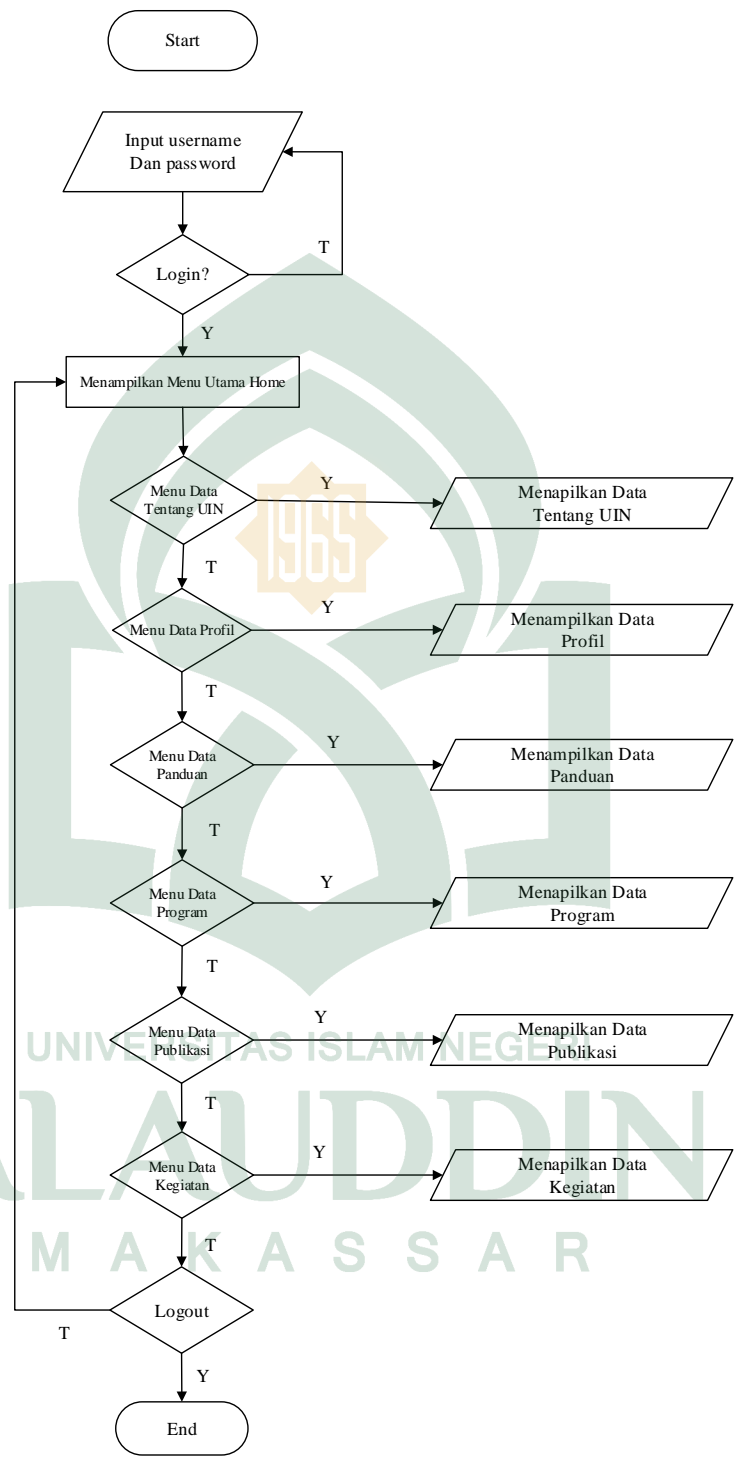 Start
Input username
Dan password
T
Login?
Y
Menampilkan Menu Utama Home
Menu Data
Tentang UIN
Y
Menapilkan Data
Tentang UIN
1965
T
Menu Data Profil
Y
Menampilkan Data
Profil
T
Menu Data
Panduan
Y
Menampilkan Data
Panduan
T
Menu Data
Program
Y
Menapilkan Data
Program
T
Menu Data
Publikasi
Y
Menapilkan Data
Publikasi
UNIVERSITAS ISLAM NEGERI
T
ALAUDDIN
Menu Data
Kegiatan
Y
Menapilkan Data
Kegiatan
T
MAKASSAR
Logout
T
Y
End